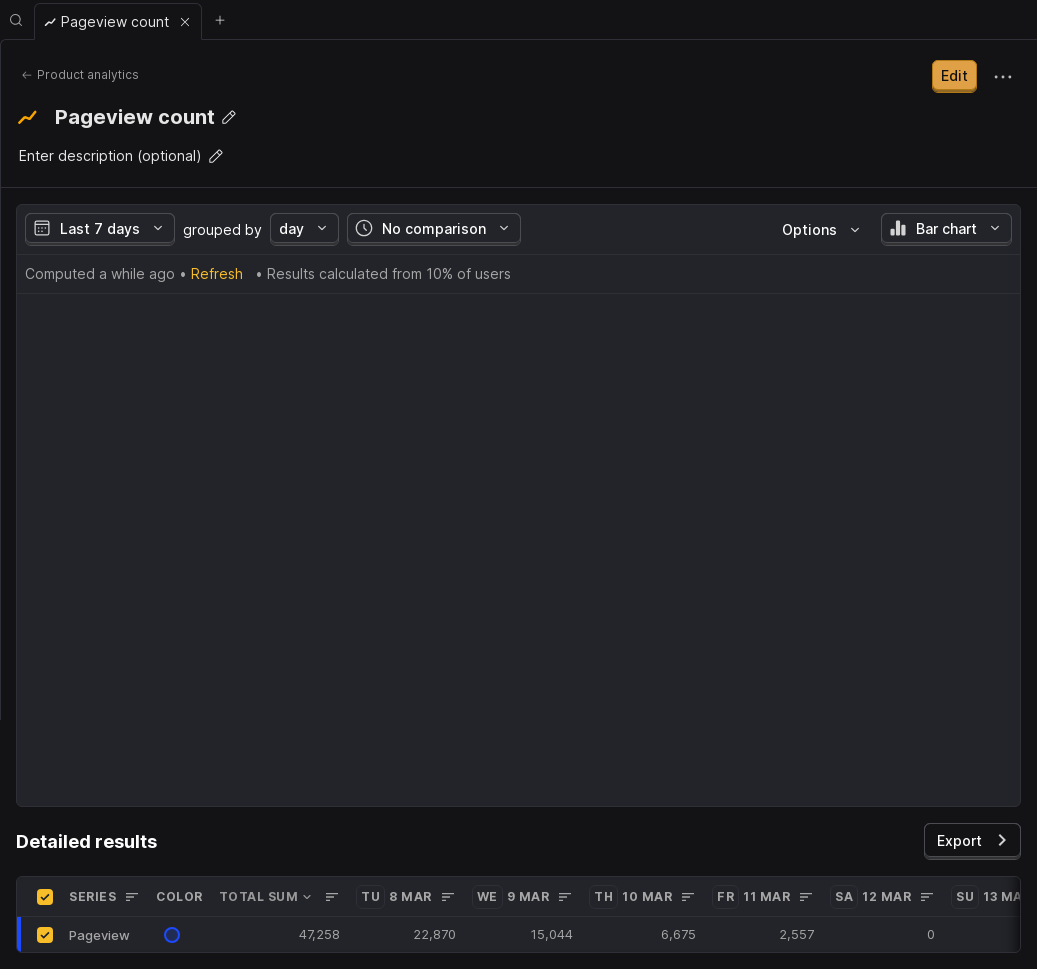 Pageview count
Product analytics
Edit
Pageview count
Enter description (optional)
Last 7 days grouped by day No comparison Options Bar chart
Computed a while ago • Refresh • Results calculated from 10% of users
Detailed results
Export
SERIES COLOR TOTAL SUM TU 8 MAR WE 9 MAR TH 10 MAR FR 11 MAR SA 12 MAR SU 13 MA
Pageview 47,258 22,870 15,044 6,675 2,557 0